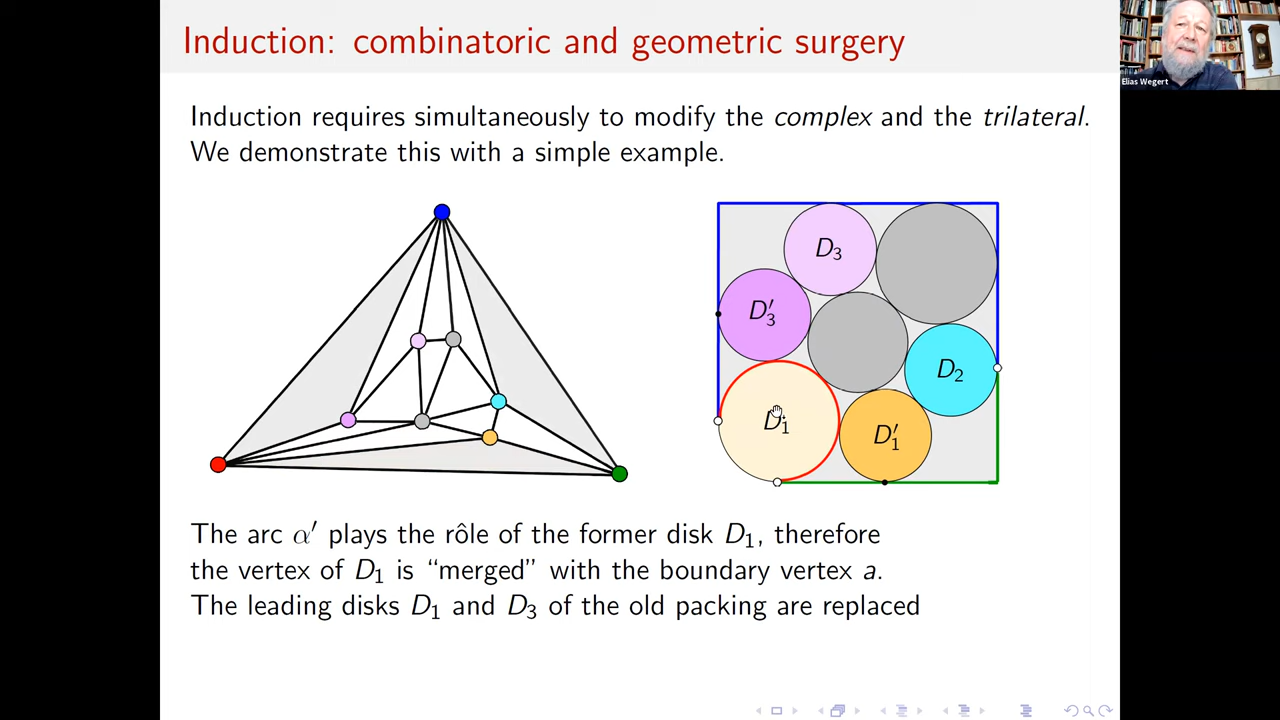 Induction: combinatoric and geometric surgery
Elias Wegert
Induction requires simultaneously to modify the complex and the trilateral.
We demonstrate this with a simple example.
D₃
D′₃
D₂
D₁
D′₁
The arc α′ plays the rôle of the former disk D₁, therefore
the vertex of D₁ is “merged” with the boundary vertex a.
The leading disks D₁ and D₃ of the old packing are replaced